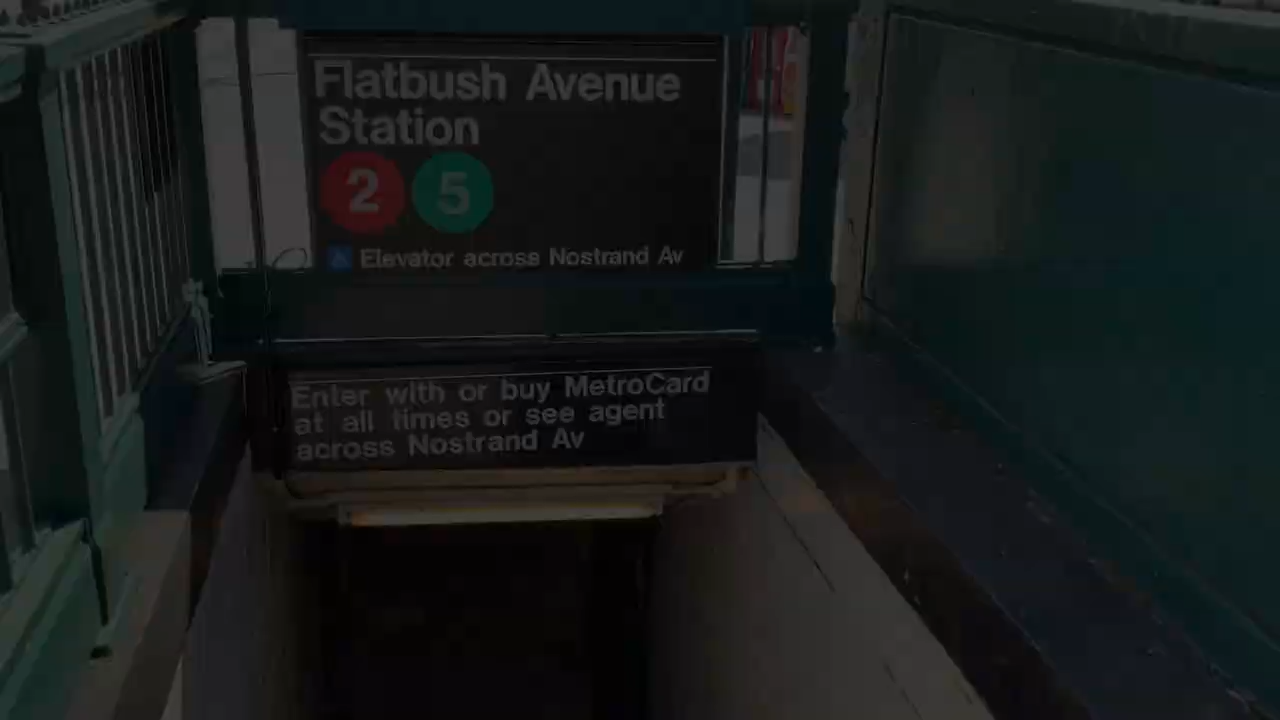 Flatbush Avenue
Station
2 5
Elevator across Nostrand Av
Enter with or buy MetroCard
at all times or see agent
across Nostrand Av